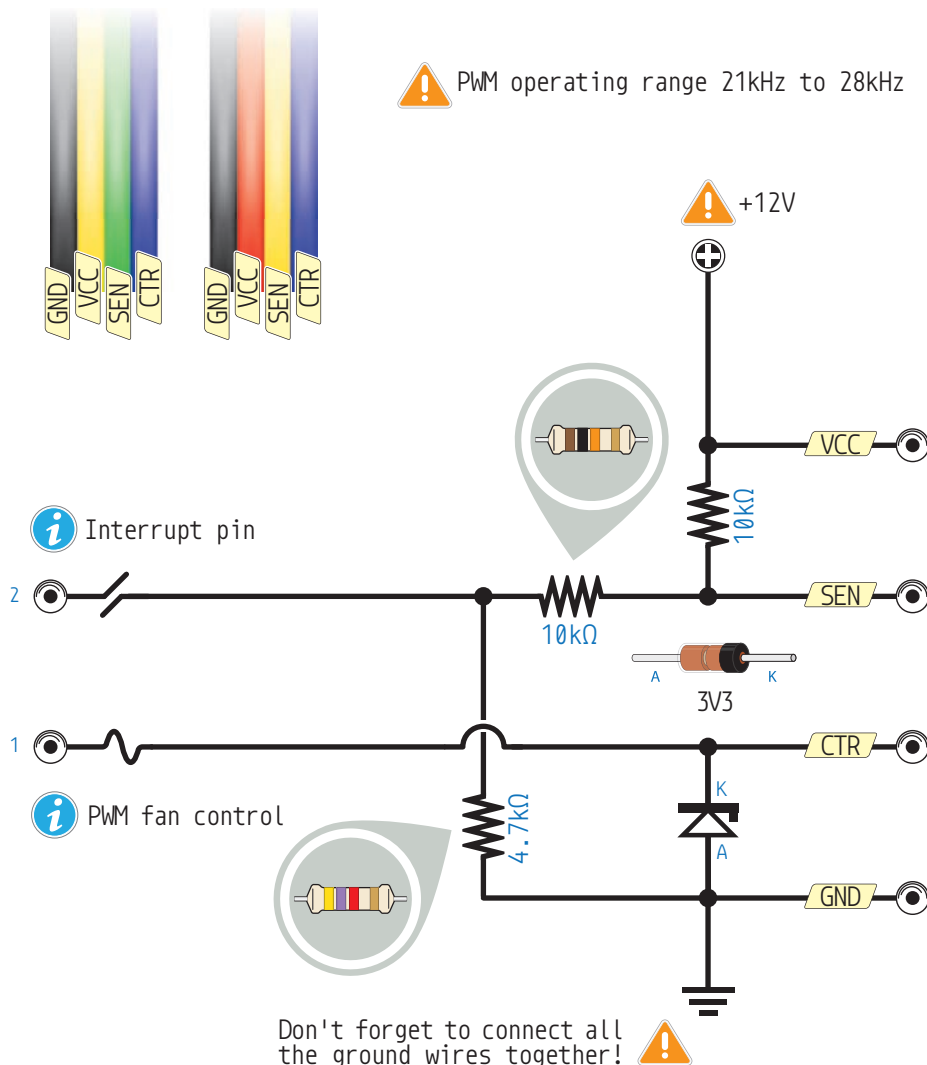 PWM operating range 21kHz to 28kHz
GND
VCC
SEN
CTR
GND
VCC
SEN
CTR
+12V
VCC
10kΩ
Interrupt pin
2
10kΩ
SEN
A
K
3V3
1
CTR
PWM fan control
4.7kΩ
K
A
GND
Don't forget to connect all
the ground wires together!